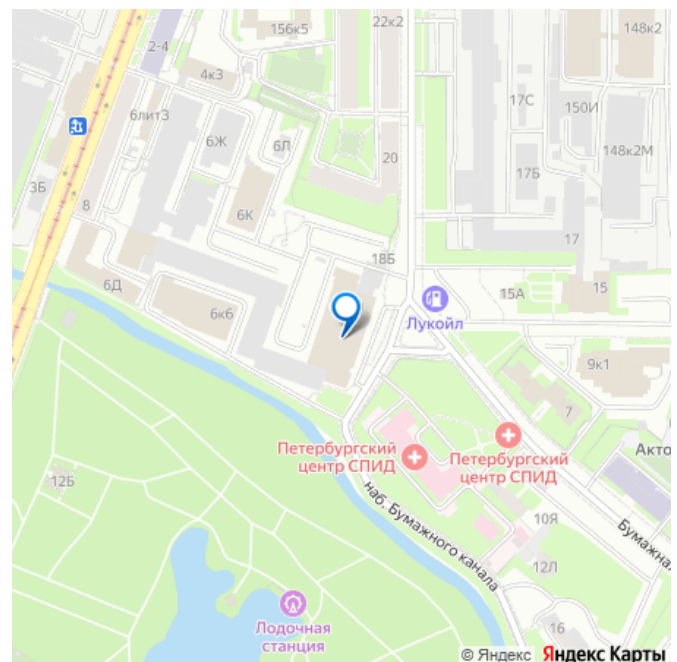 156к5
22к2
148к2
2-4
4к3
17С
150И
6лит3
6Ж
6Л
148к2М
20
17Б
3Б
8
6К
17
18Б
6Д
15А
15
6к6
Лукойл
9к1
7
Петербургский
центр СПИД
Петербургский
центр СПИД
Акто
12Б
наб. Бумажного канала
10Я
Бумажная
12Л
Лодочная
станция
16
© Яндекс Яндекс Карты